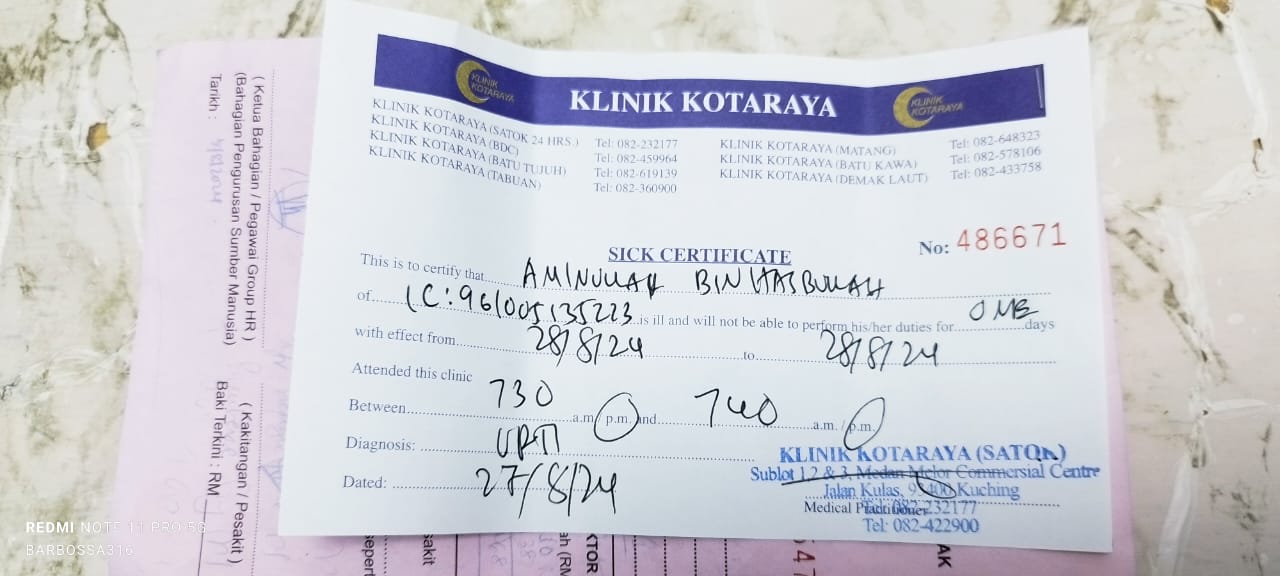 KLINIK KOTARAYA
KLINIK KOTARAYA
KLINIK KOTARAYA
KLINIK KOTARAYA (SATOK 24 HRS.) Tel: 082-232177
KLINIK KOTARAYA (BDC) Tel: 082-459964
KLINIK KOTARAYA (BATU TUJUH) Tel: 082-619139
KLINIK KOTARAYA (TABUAN) Tel: 082-360900
KLINIK KOTARAYA (MATANG) Tel: 082-648323
KLINIK KOTARAYA (BATU KAWA) Tel: 082-578106
KLINIK KOTARAYA (DEMAK LAUT) Tel: 082-433758
No: 486671
SICK CERTIFICATE
This is to certify that AMINULLAH BIN HASBULLAH
of IC: 961005135223 is ill and will not be able to perform his/her duties for ONE days
with effect from 28/8/24 to 28/8/24
Attended this clinic
Between 730 a.m p.m. and 740 a.m. / p.m.
Diagnosis: URTI
Dated: 27/8/24
KLINIK KOTARAYA (SATOK)
Sublot 1,2 & 3, Medan Melor Commersial Centre
Jalan Kulas, 93400 Kuching
Medical Practitioner
Tel: 082-232177
Tel: 082-422900
( Ketua Bahagian / Pegawai Group HR )
(Bahagian Pengurusan Sumber Manusia)
Tarikh :
( Kakitangan / Pesakit )
Baki Terkini : RM
REDMI NOTE 11 PRO 5G
BARBOSSA316